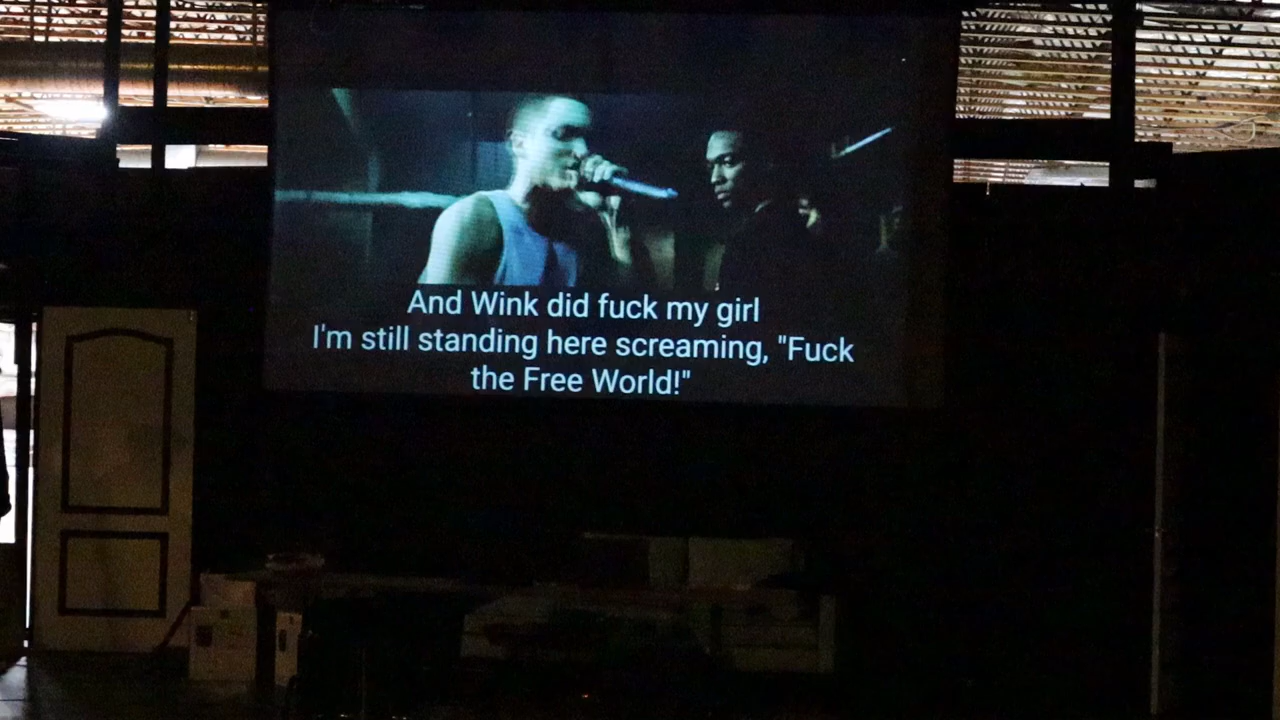 And Wink did fuck my girl
I'm still standing here screaming, "Fuck
the Free World!"